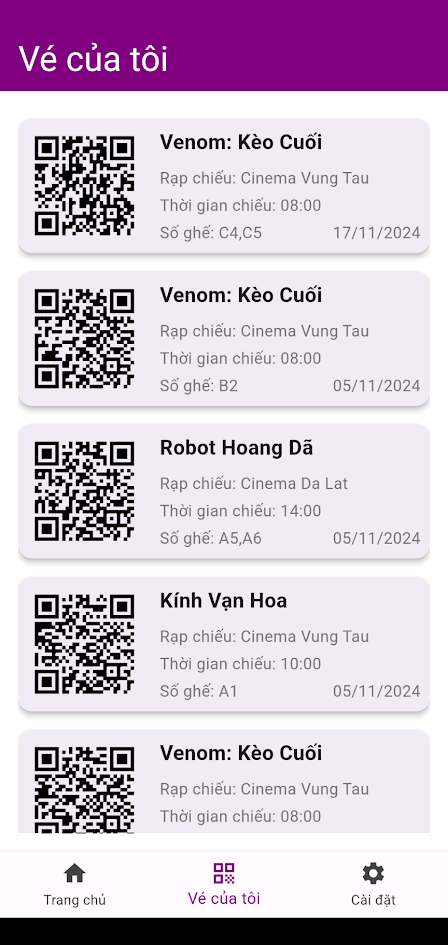 Vé của tôi
Venom: Kèo Cuối
Rạp chiếu: Cinema Vung Tau
Thời gian chiếu: 08:00
Số ghế: C4,C5 17/11/2024
Venom: Kèo Cuối
Rạp chiếu: Cinema Vung Tau
Thời gian chiếu: 08:00
Số ghế: B2 05/11/2024
Robot Hoang Dã
Rạp chiếu: Cinema Da Lat
Thời gian chiếu: 14:00
Số ghế: A5,A6 05/11/2024
Kính Vạn Hoa
Rạp chiếu: Cinema Vung Tau
Thời gian chiếu: 10:00
Số ghế: A1 05/11/2024
Venom: Kèo Cuối
Rạp chiếu: Cinema Vung Tau
Thời gian chiếu: 08:00
Trang chủ Vé của tôi Cài đặt